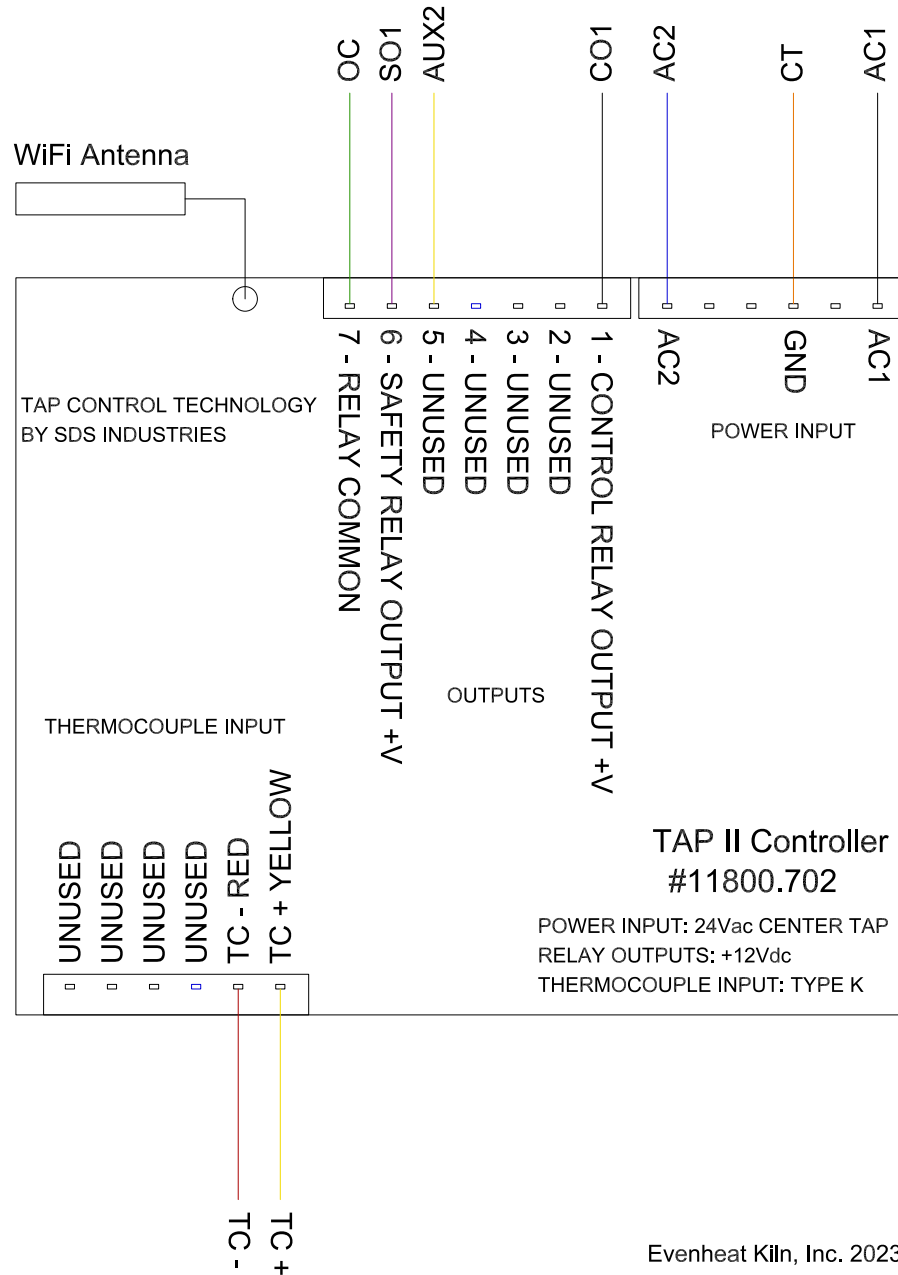 OC
SO1
AUX2
CO1
AC2
CT
AC1
WiFi Antenna
7 - RELAY COMMON
6 - SAFETY RELAY OUTPUT +V
5 - UNUSED
4 - UNUSED
3 - UNUSED
2 - UNUSED
1 - CONTROL RELAY OUTPUT +V
AC2
GND
AC1
TAP CONTROL TECHNOLOGY
BY SDS INDUSTRIES
POWER INPUT
OUTPUTS
THERMOCOUPLE INPUT
UNUSED
UNUSED
UNUSED
UNUSED
TC - RED
TC + YELLOW
TAP II Controller
#11800.702
POWER INPUT: 24Vac CENTER TAP
RELAY OUTPUTS: +12Vdc
THERMOCOUPLE INPUT: TYPE K
TC -
TC +
Evenheat Kiln, Inc. 2023